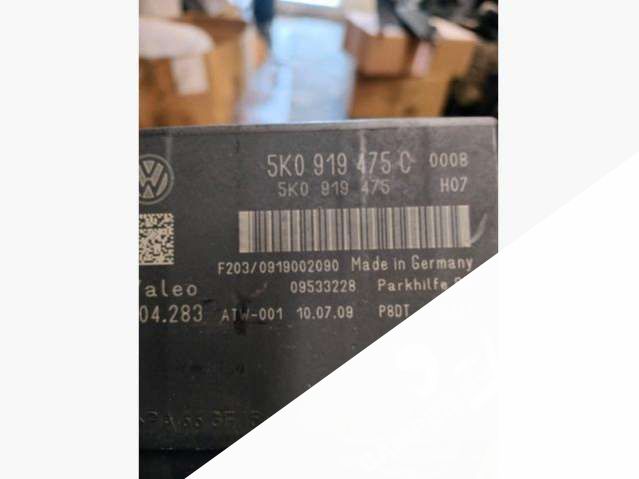 5K0 919 475 C 0008
5K0 919 475 H07
F203/0919002090 Made in Germany
Valeo 09533228 Parkhilfe
04.283 ATW-001 10.07.09 P8DT